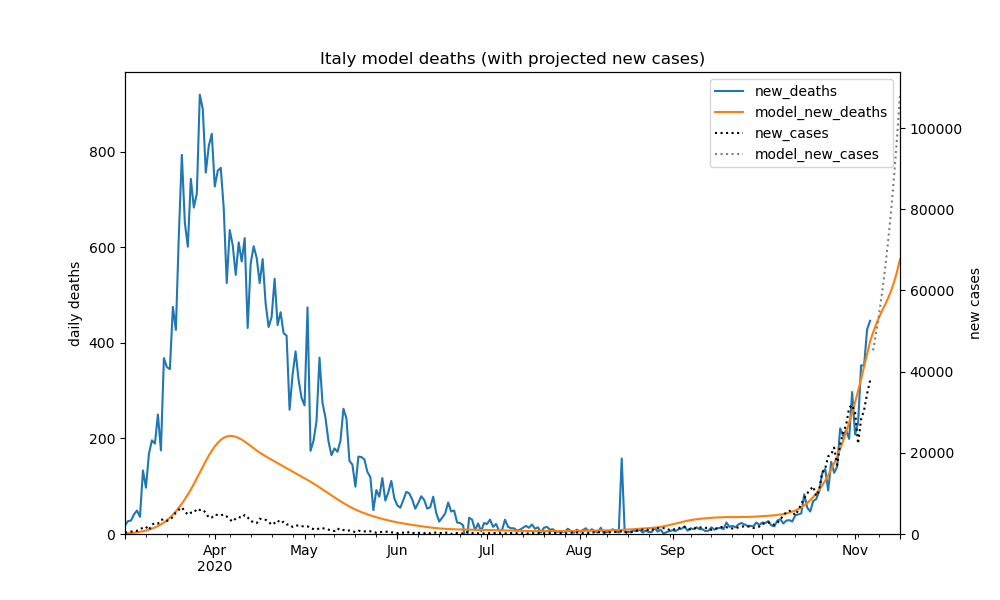 Italy model deaths (with projected new cases)
new_deaths
model_new_deaths
new_cases
model_new_cases
daily deaths
800
600
400
200
0
new cases
100000
80000
60000
40000
20000
0
Apr
2020
May
Jun
Jul
Aug
Sep
Oct
Nov